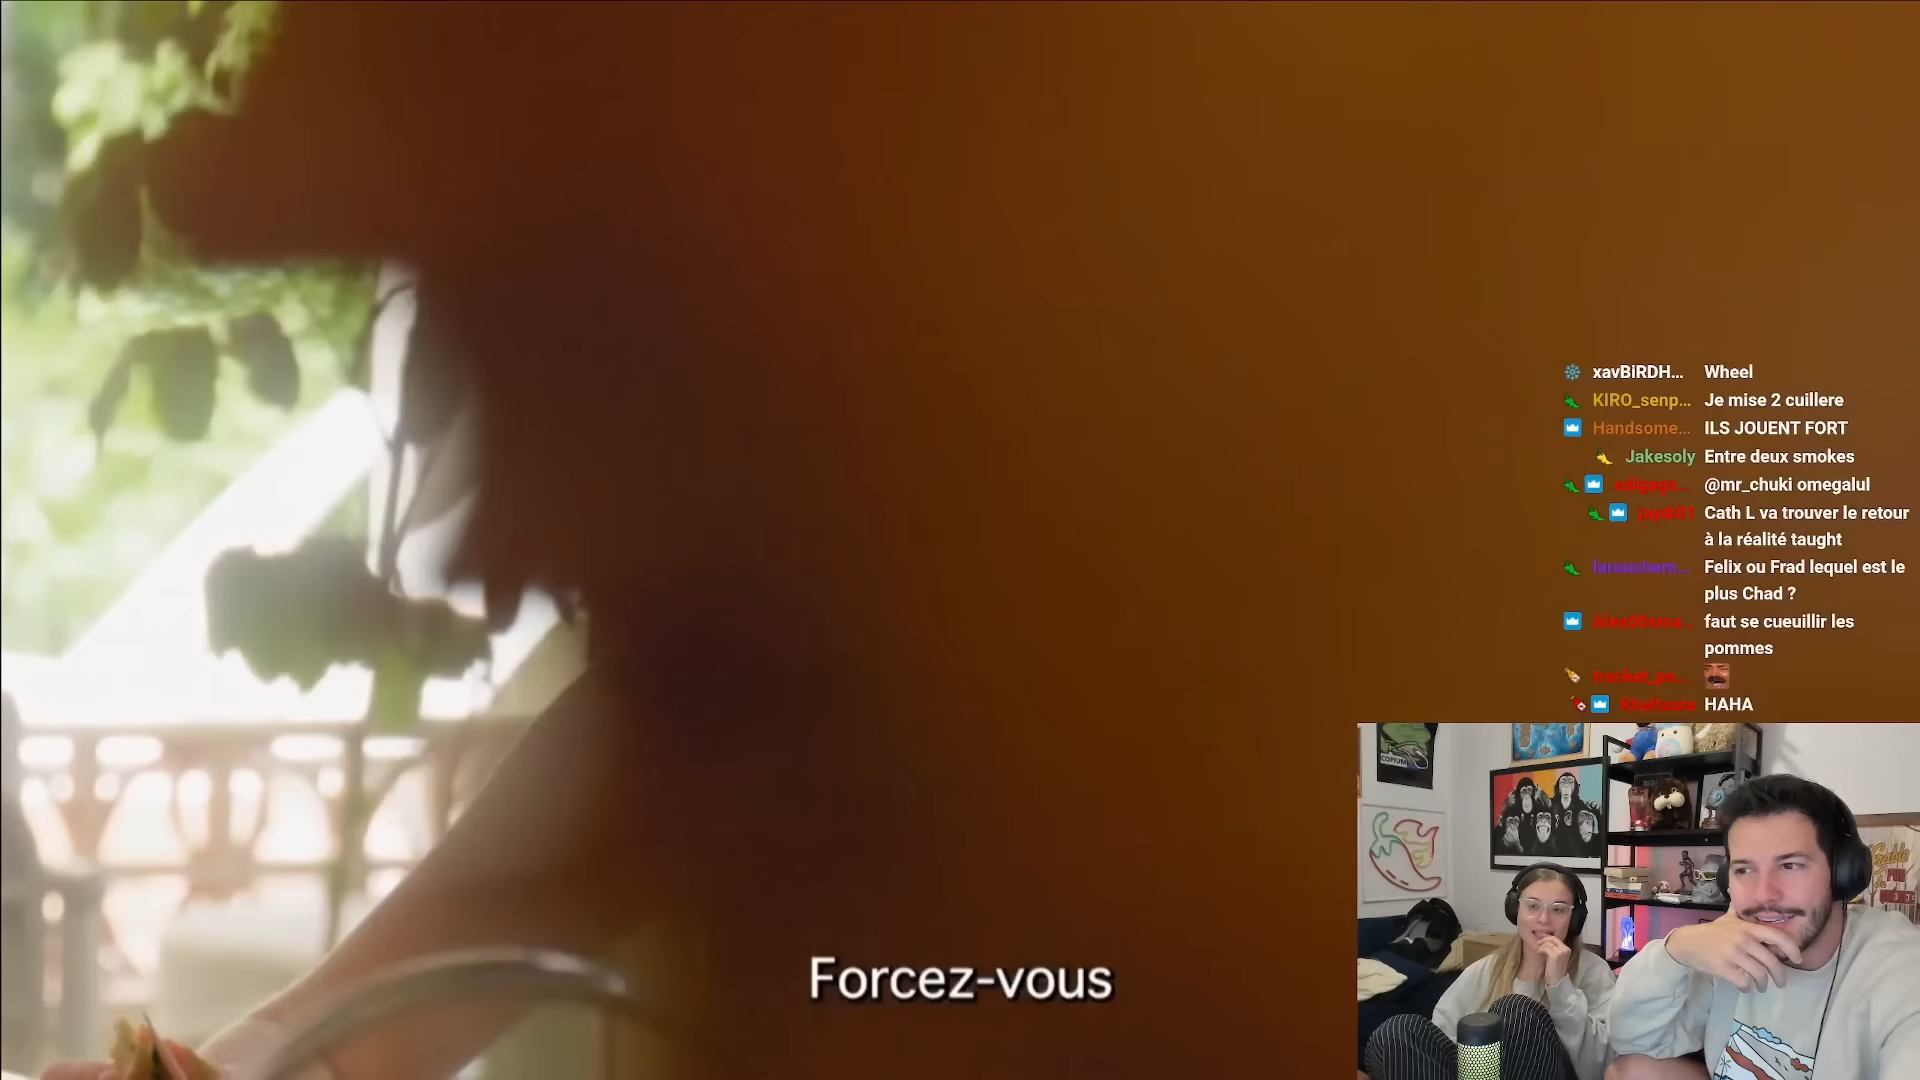 xavBiRDH... Wheel
KIRO_senp... Je mise 2 cuillere
Handsome... ILS JOUENT FORT
Jakesoly Entre deux smokes
@mr_chuki omegalul
Cath L va trouver le retour
à la réalité taught
Felix ou Frad lequel est le
plus Chad ?
faut se cueuillir les
pommes
HAHA
COPIUM
Forcez-vous